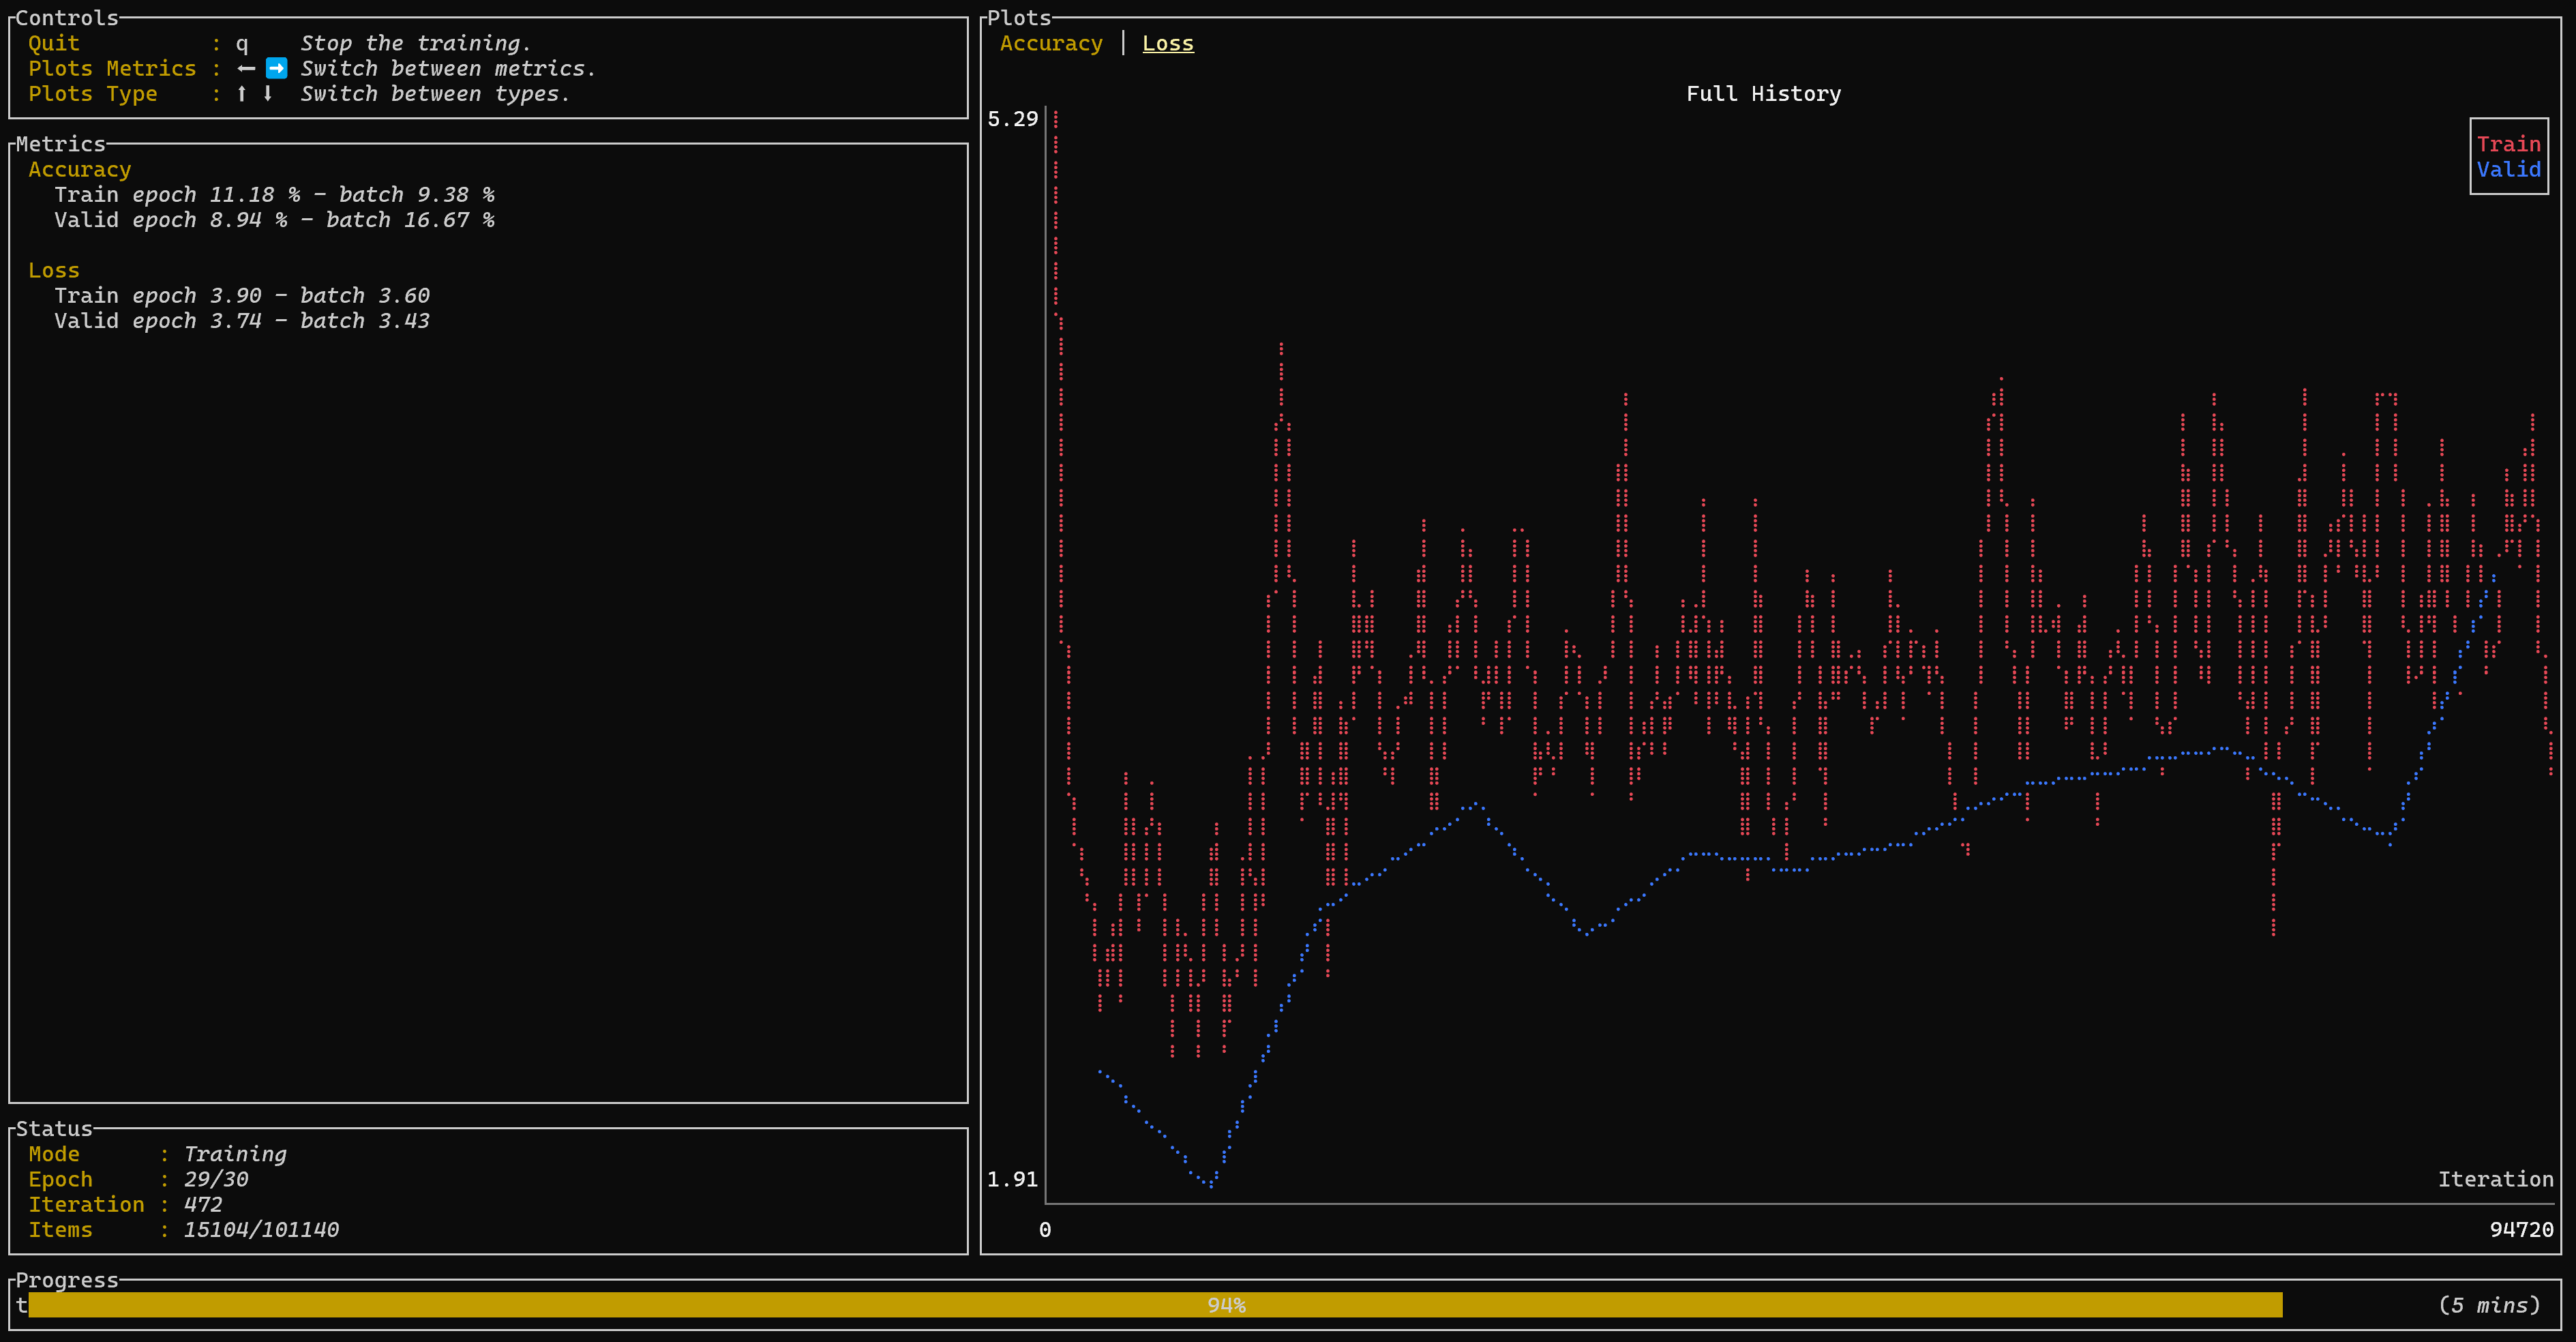 Controls
Quit : q Stop the training.
Plots Metrics : ← ➡ Switch between metrics.
Plots Type : ↑ ↓ Switch between types.
Metrics
Accuracy
Train epoch 11.18 % - batch 9.38 %
Valid epoch 8.94 % - batch 16.67 %
Loss
Train epoch 3.90 - batch 3.60
Valid epoch 3.74 - batch 3.43
Status
Mode : Training
Epoch : 29/30
Iteration : 472
Items : 15104/101140
Plots
Accuracy | Loss
Full History
5.29
Train
Valid
1.91
Iteration
0
94720
Progress
t
94%
(5 mins)